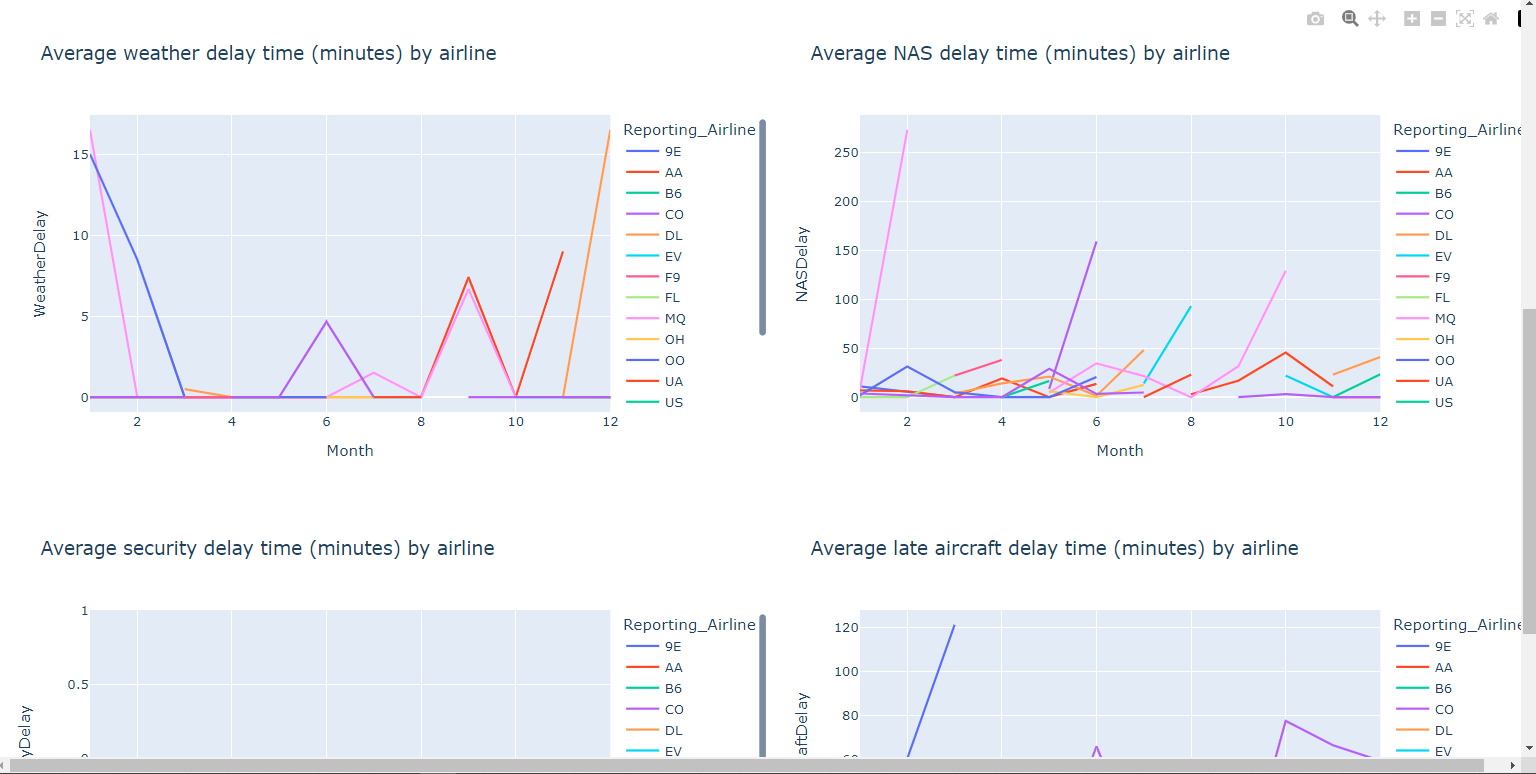 Average weather delay time (minutes) by airline
WeatherDelay
15
10
5
0
2 4 6 8 10 12
Month
Reporting_Airline
9E
AA
B6
CO
DL
EV
F9
FL
MQ
OH
OO
UA
US
Average NAS delay time (minutes) by airline
NASDelay
250
200
150
100
50
0
2 4 6 8 10 12
Month
Reporting_Airline
9E
AA
B6
CO
DL
EV
F9
FL
MQ
OH
OO
UA
US
Average security delay time (minutes) by airline
yDelay
1
0.5
0
Reporting_Airline
9E
AA
B6
CO
DL
EV
Average late aircraft delay time (minutes) by airline
aftDelay
120
100
80
60
Reporting_Airline
9E
AA
B6
CO
DL
EV